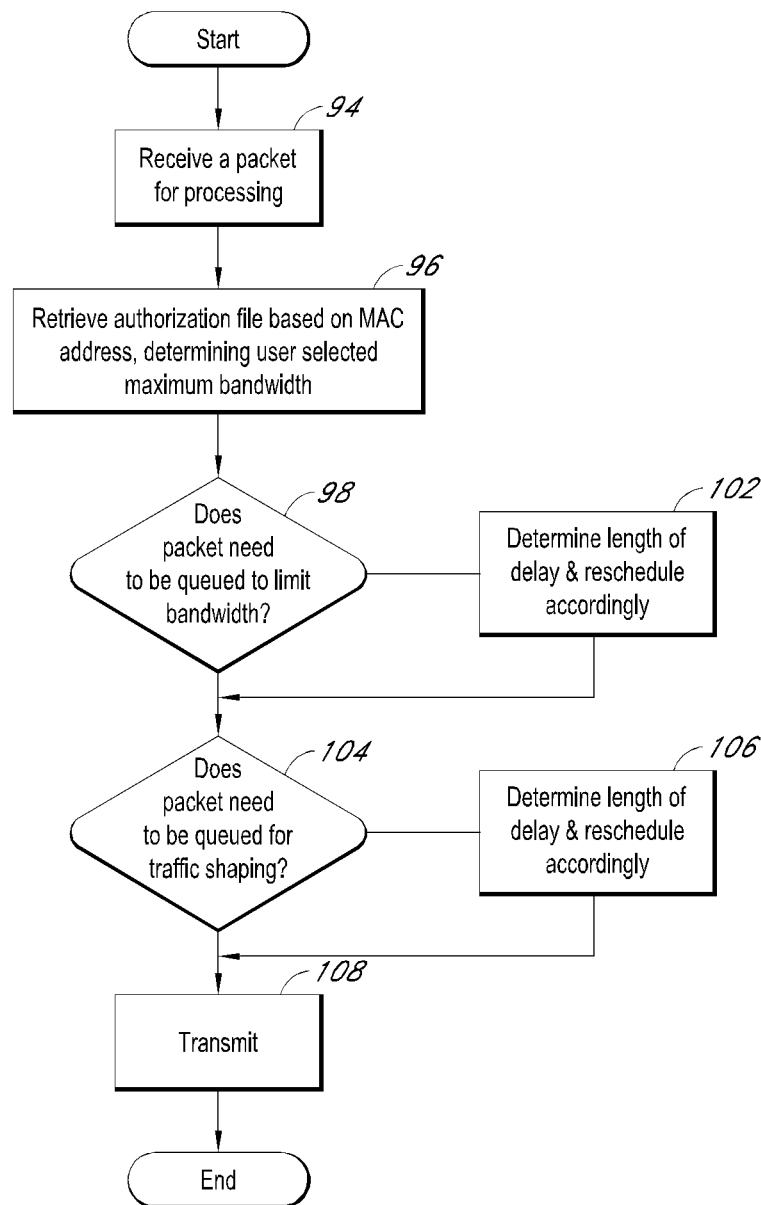 Start
94
Receive a packet
for processing
96
Retrieve authorization file based on MAC
address, determining user selected
maximum bandwidth
98
Does
packet need
to be queued to limit
bandwidth?
102
Determine length of
delay & reschedule
accordingly
104
Does
packet need
to be queued for
traffic shaping?
106
Determine length of
delay & reschedule
accordingly
108
Transmit
End